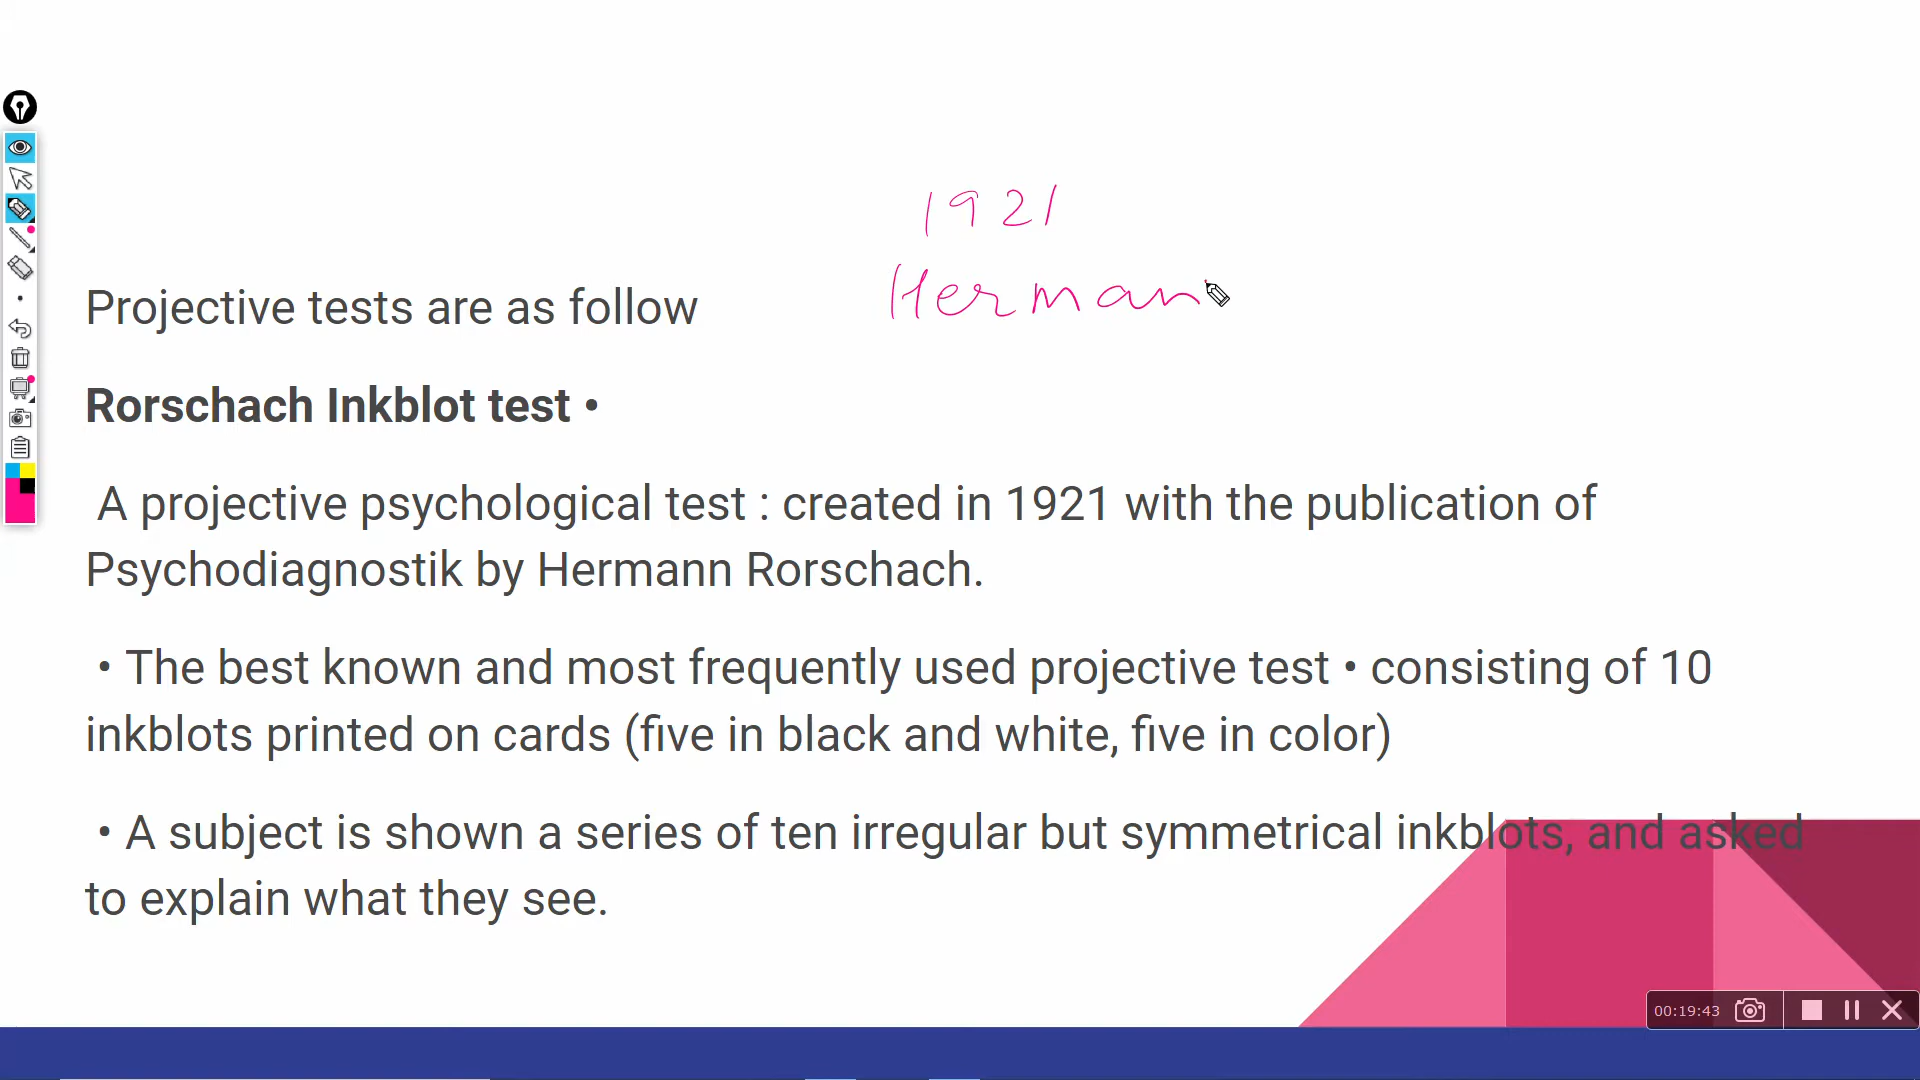 1921
Herman
Projective tests are as follow
Rorschach Inkblot test •
A projective psychological test : created in 1921 with the publication of
Psychodiagnostik by Hermann Rorschach.
• The best known and most frequently used projective test • consisting of 10
inkblots printed on cards (five in black and white, five in color)
• A subject is shown a series of ten irregular but symmetrical inkblots, and asked
to explain what they see.
00:19:43